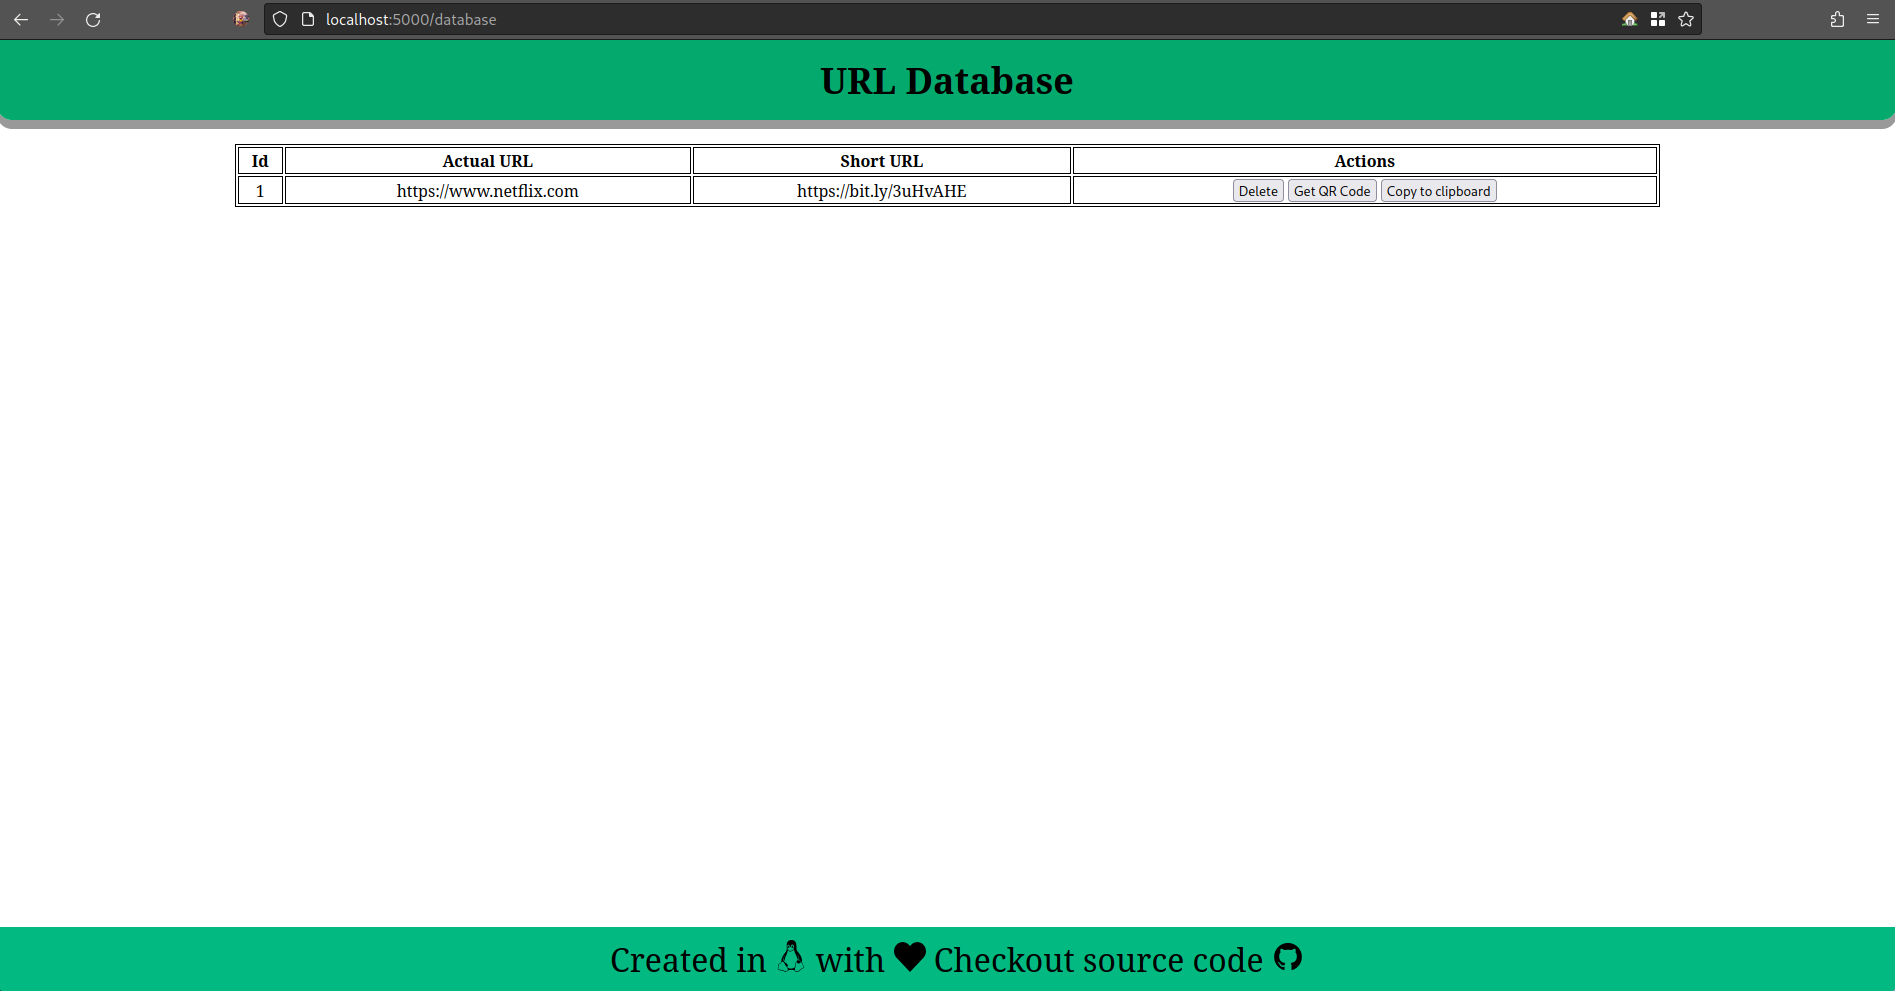 localhost:5000/database
URL Database
Id Actual URL Short URL Actions
1 https://www.netflix.com https://bit.ly/3uHvAHE Delete Get QR Code Copy to clipboard
Created in with Checkout source code